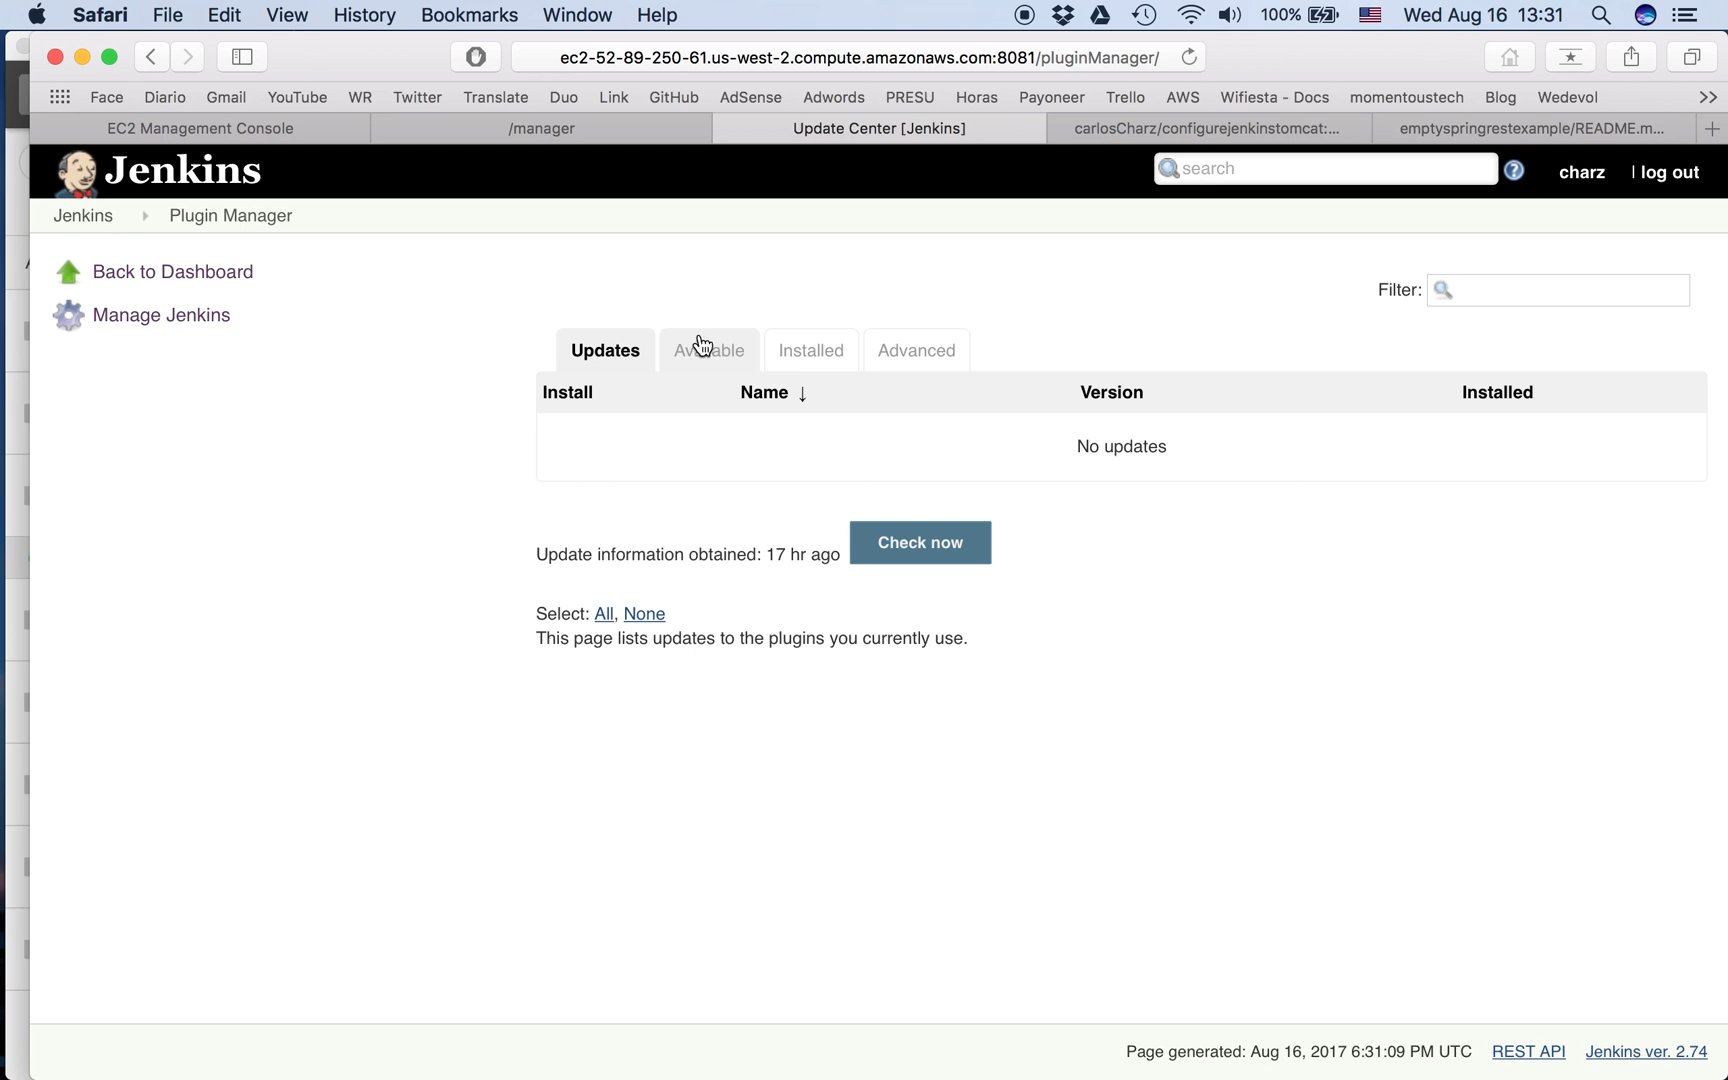 Safari File Edit View History Bookmarks Window Help 100% Wed Aug 16 13:31
ec2-52-89-250-61.us-west-2.compute.amazonaws.com:8081/pluginManager/
Face Diario Gmail YouTube WR Twitter Translate Duo Link GitHub AdSense Adwords PRESU Horas Payoneer Trello AWS Wifiesta - Docs momentoustech Blog Wedevol >>
EC2 Management Console /manager Update Center [Jenkins] carlosCharz/configurejenkinstomcat:... emptyspringrestexample/README.m... +
Jenkins search ? charz | log out
Jenkins Plugin Manager
Back to Dashboard
Manage Jenkins
Filter:
Updates Available Installed Advanced
Install Name ↓ Version Installed
No updates
Update information obtained: 17 hr ago Check now
Select: All, None
This page lists updates to the plugins you currently use.
Page generated: Aug 16, 2017 6:31:09 PM UTC REST API Jenkins ver. 2.74